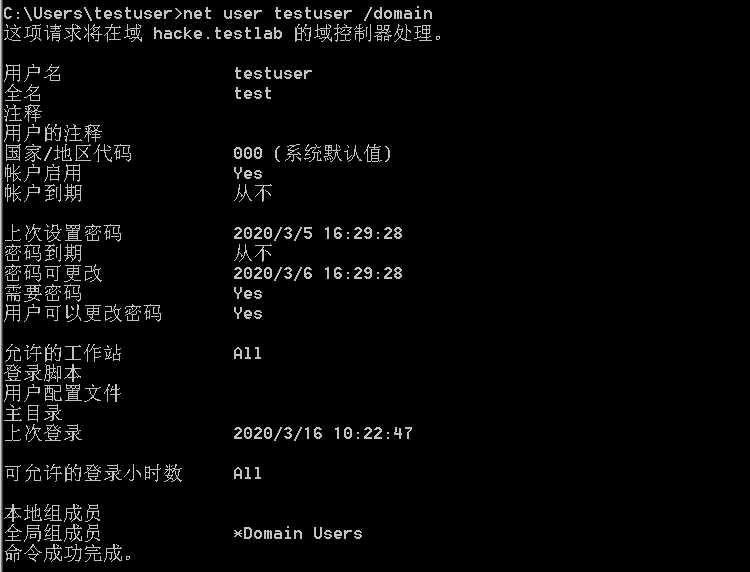 C:\Users\testuser>net user testuser /domain
这项请求将在域 hacke.testlab 的域控制器处理。
用户名 testuser
全名 test
注释
用户的注释
国家/地区代码 000 (系统默认值)
帐户启用 Yes
帐户到期 从不
上次设置密码 2020/3/5 16:29:28
密码到期 从不
密码可更改 2020/3/6 16:29:28
需要密码 Yes
用户可以更改密码 Yes
允许的工作站 All
登录脚本
用户配置文件
主目录
上次登录 2020/3/16 10:22:47
可允许的登录小时数 All
本地组成员
全局组成员 *Domain Users
命令成功完成。